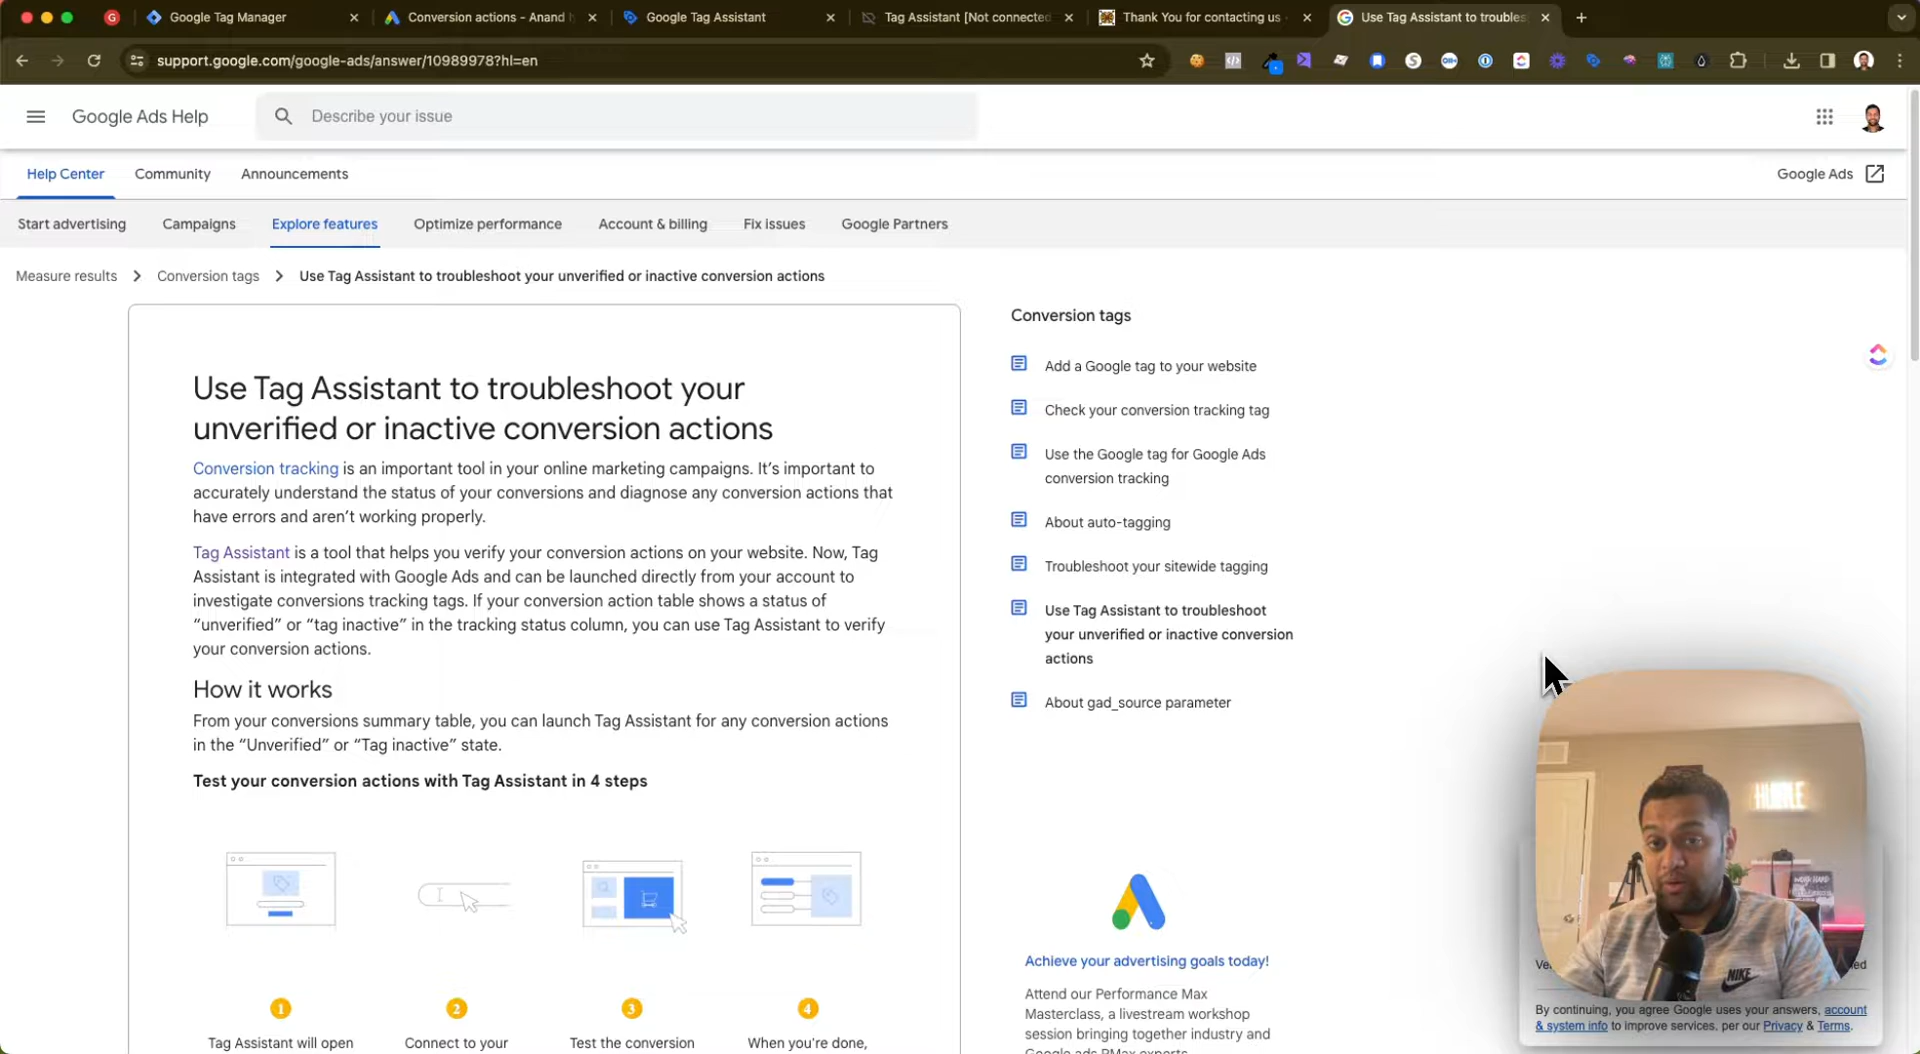 G
Google Tag Manager
Conversion actions - Anand
Google Tag Assistant
Tag Assistant [Not connected
Thank You for contacting us
Use Tag Assistant to troubles
support.google.com/google-ads/answer/10989978?hl=en
Google Ads Help
Describe your issue
Help Center
Community
Announcements
Google Ads
Start advertising
Campaigns
Explore features
Optimize performance
Account & billing
Fix issues
Google Partners
Measure results
Conversion tags
Use Tag Assistant to troubleshoot your unverified or inactive conversion actions
Use Tag Assistant to troubleshoot your
unverified or inactive conversion actions
Conversion tracking is an important tool in your online marketing campaigns. It’s important to
accurately understand the status of your conversions and diagnose any conversion actions that
have errors and aren’t working properly.
Tag Assistant is a tool that helps you verify your conversion actions on your website. Now, Tag
Assistant is integrated with Google Ads and can be launched directly from your account to
investigate conversions tracking tags. If your conversion action table shows a status of
“unverified” or “tag inactive” in the tracking status column, you can use Tag Assistant to verify
your conversion actions.
How it works
From your conversions summary table, you can launch Tag Assistant for any conversion actions
in the “Unverified” or “Tag inactive” state.
Test your conversion actions with Tag Assistant in 4 steps
1
2
3
4
Tag Assistant will open
Connect to your
Test the conversion
When you're done,
Conversion tags
Add a Google tag to your website
Check your conversion tracking tag
Use the Google tag for Google Ads
conversion tracking
About auto-tagging
Troubleshoot your sitewide tagging
Use Tag Assistant to troubleshoot
your unverified or inactive conversion
actions
About gad_source parameter
Achieve your advertising goals today!
Attend our Performance Max
Masterclass, a livestream workshop
session bringing together industry and
Google ads PMax experts.
HUSTLE
WORK HARD
NIKE
By continuing, you agree Google uses your answers, account
& system info to improve services, per our Privacy & Terms.